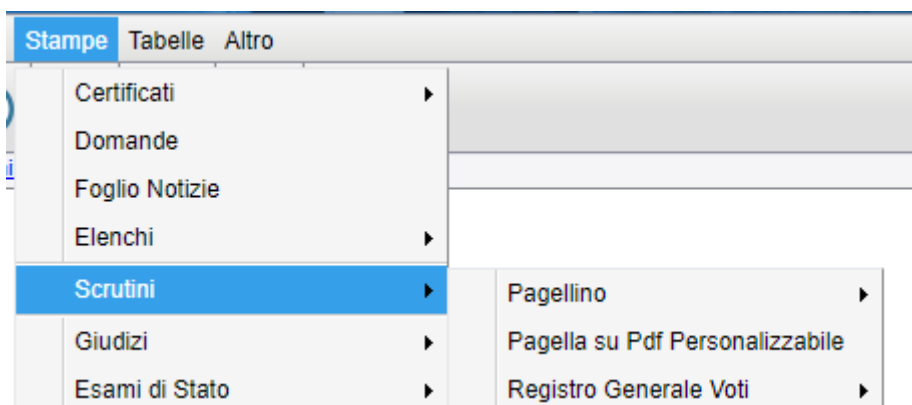 Stampe Tabelle Altro
Certificati
Domande
Foglio Notizie
Elenchi
Scrutini
Pagellino
Giudizi
Pagella su Pdf Personalizzabile
Esami di Stato
Registro Generale Voti